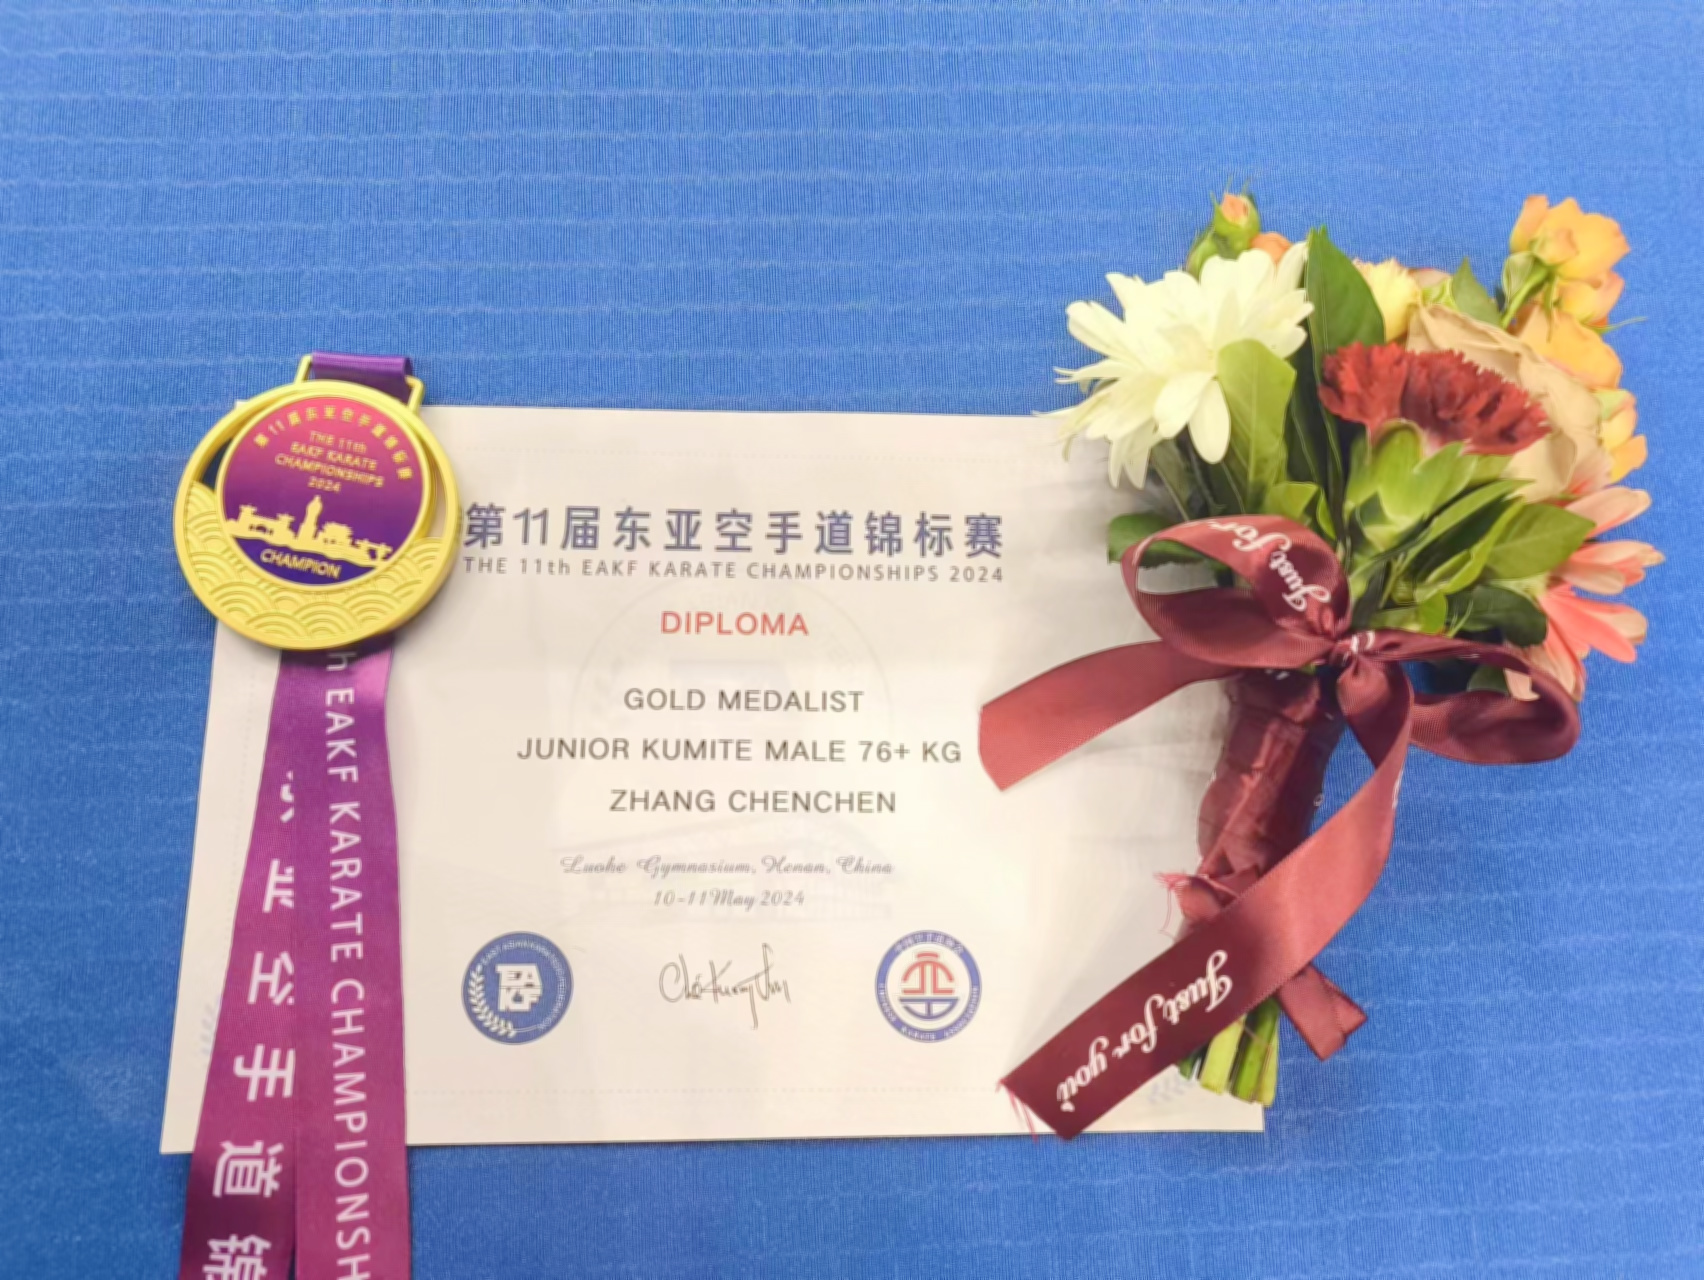 第11届东亚空手道锦标赛
THE 11th
EAKF KARATE
CHAMPIONSHIPS
2024
CHAMPION
第11届东亚空手道锦标赛
THE 11th EAKF KARATE CHAMPIONSHIPS 2024
DIPLOMA
GOLD MEDALIST
JUNIOR KUMITE MALE 76+ KG
ZHANG CHENCHEN
Luohe Gymnasium, Henan, China
10-11 May 2024
EAKF
h EAKF KARATE CHAMPIONSH
亚空手道锦
Just for
Just for you